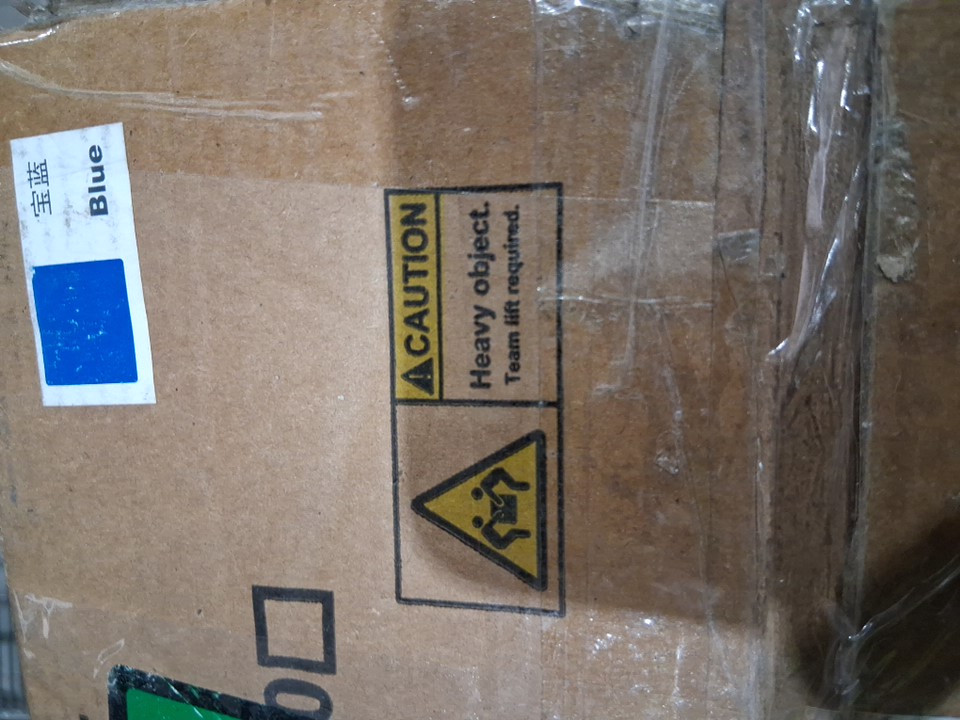 宝蓝
Blue
CAUTION
Heavy object.
Team lift required.